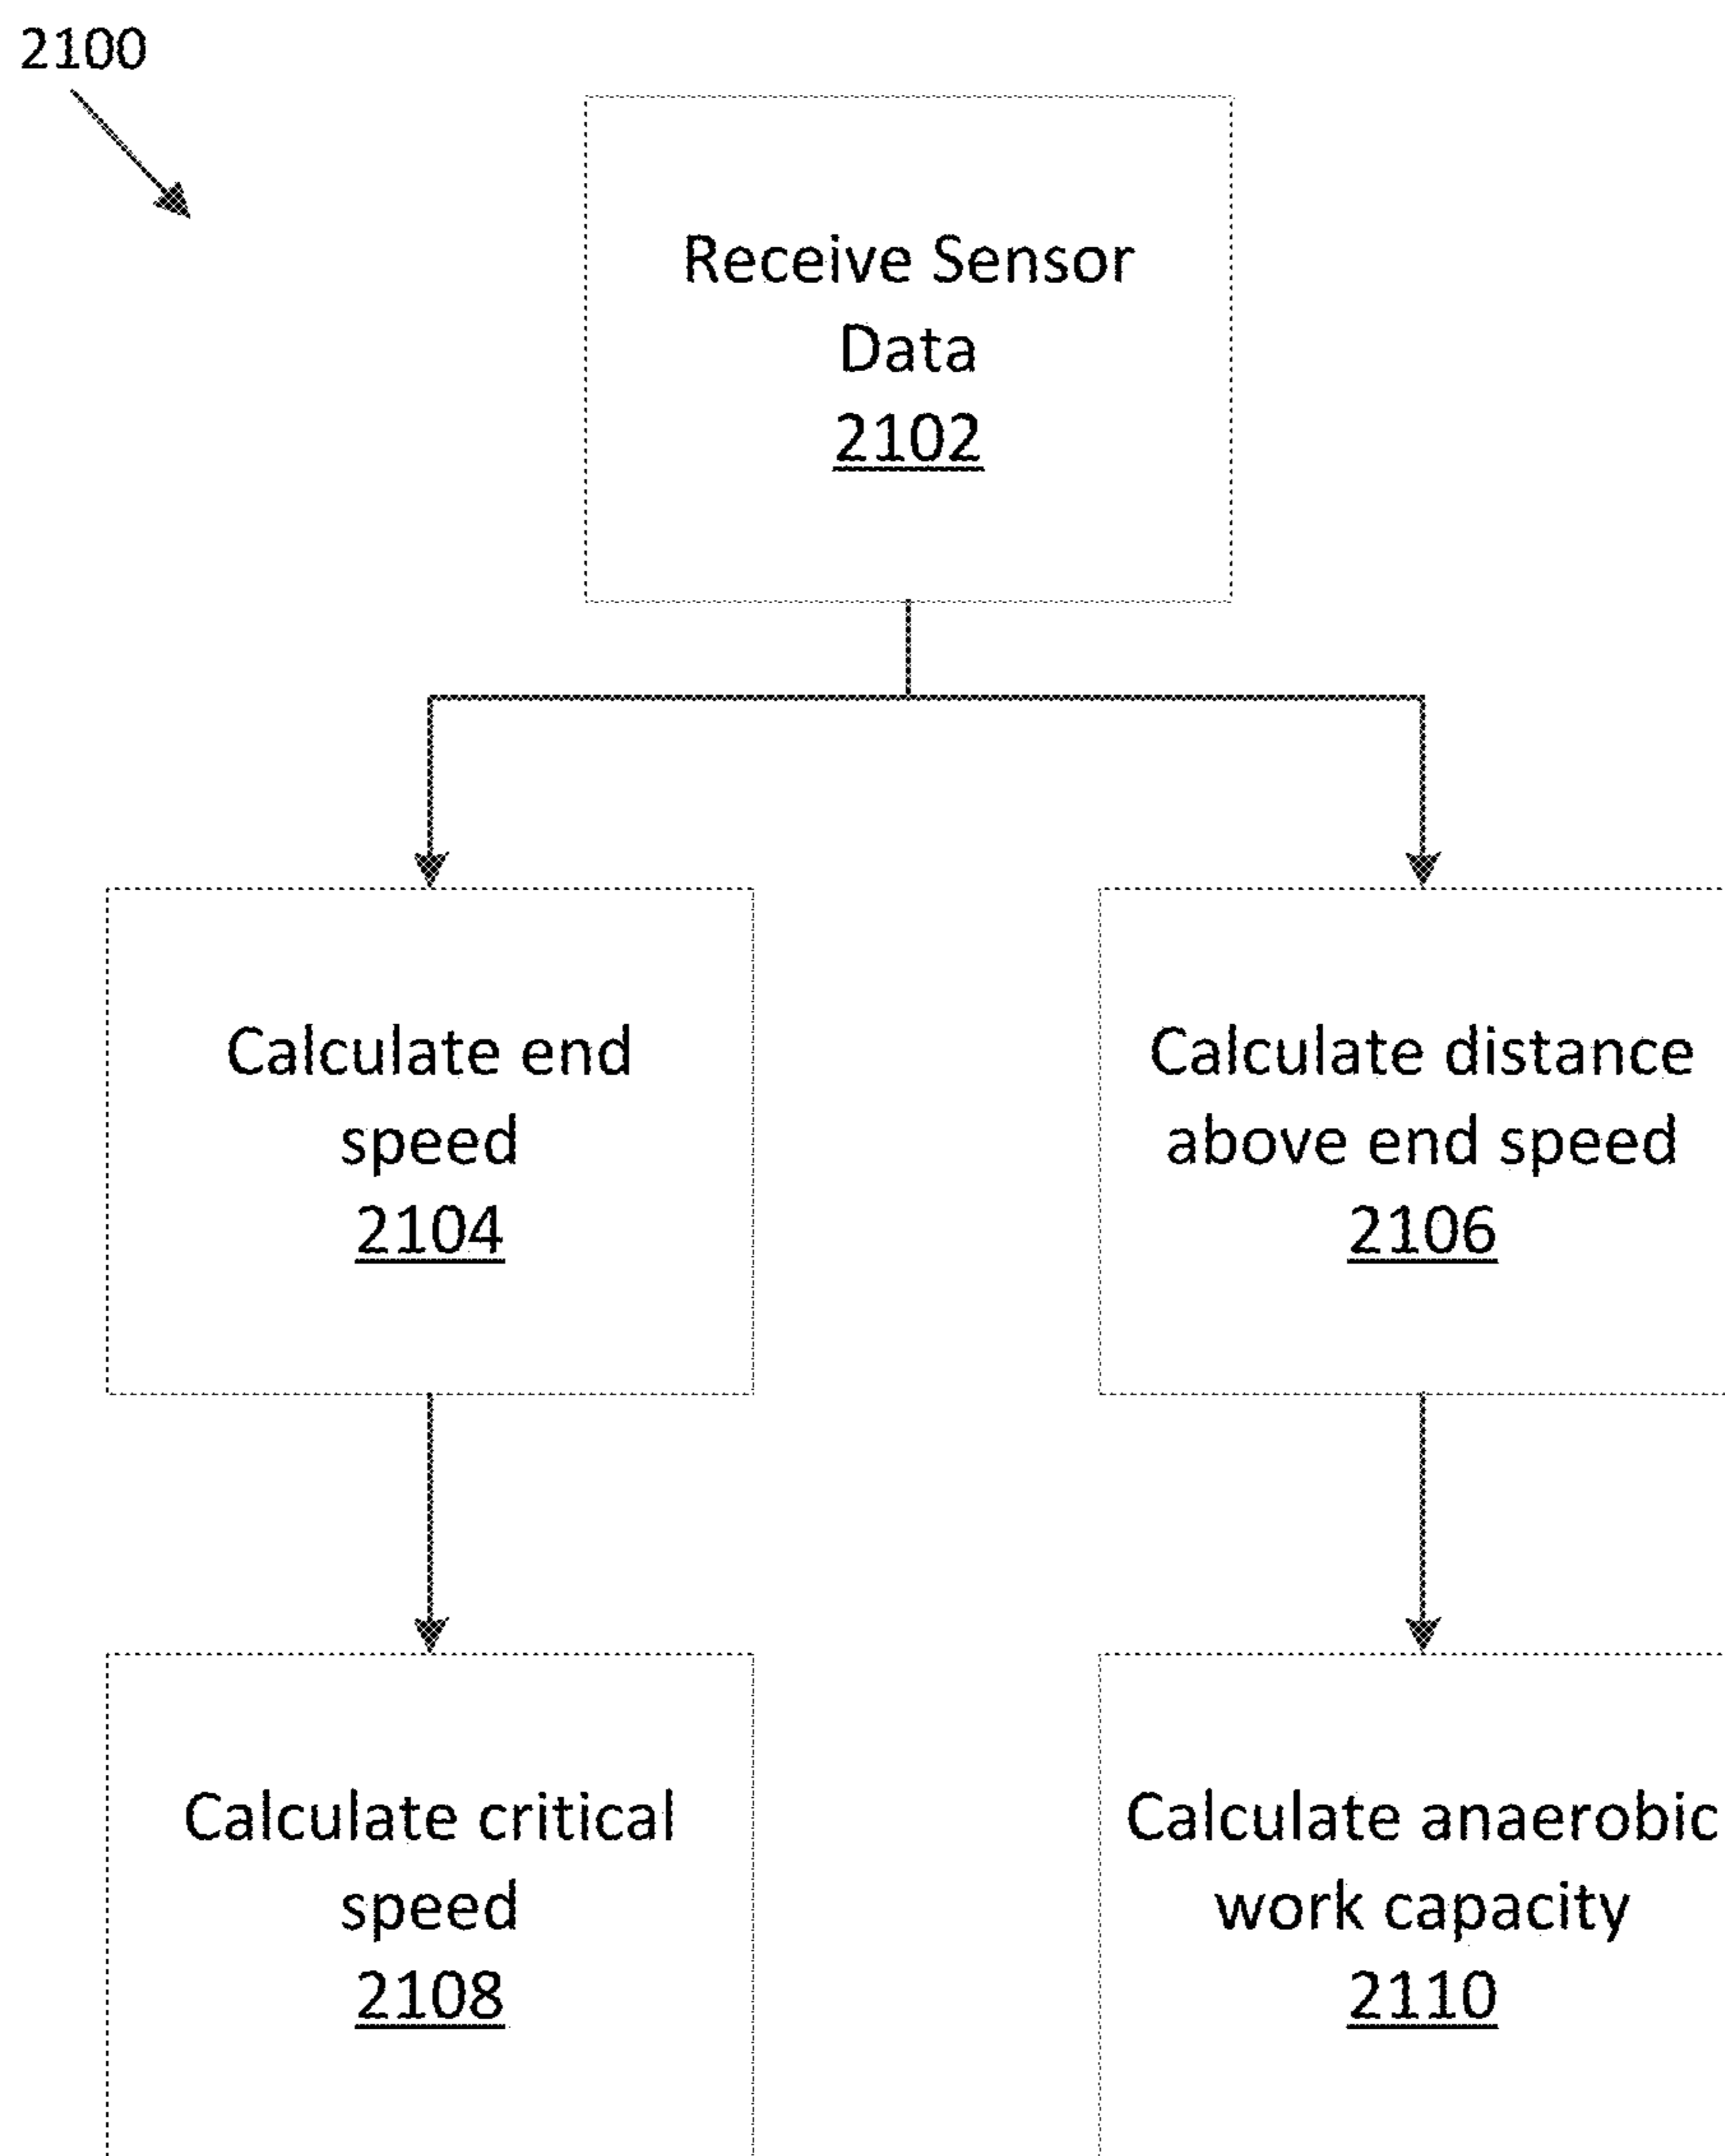 2100
Receive Sensor
Data
2102
Calculate end
speed
2104
Calculate distance
above end speed
2106
Calculate critical
speed
2108
Calculate anaerobic
work capacity
2110